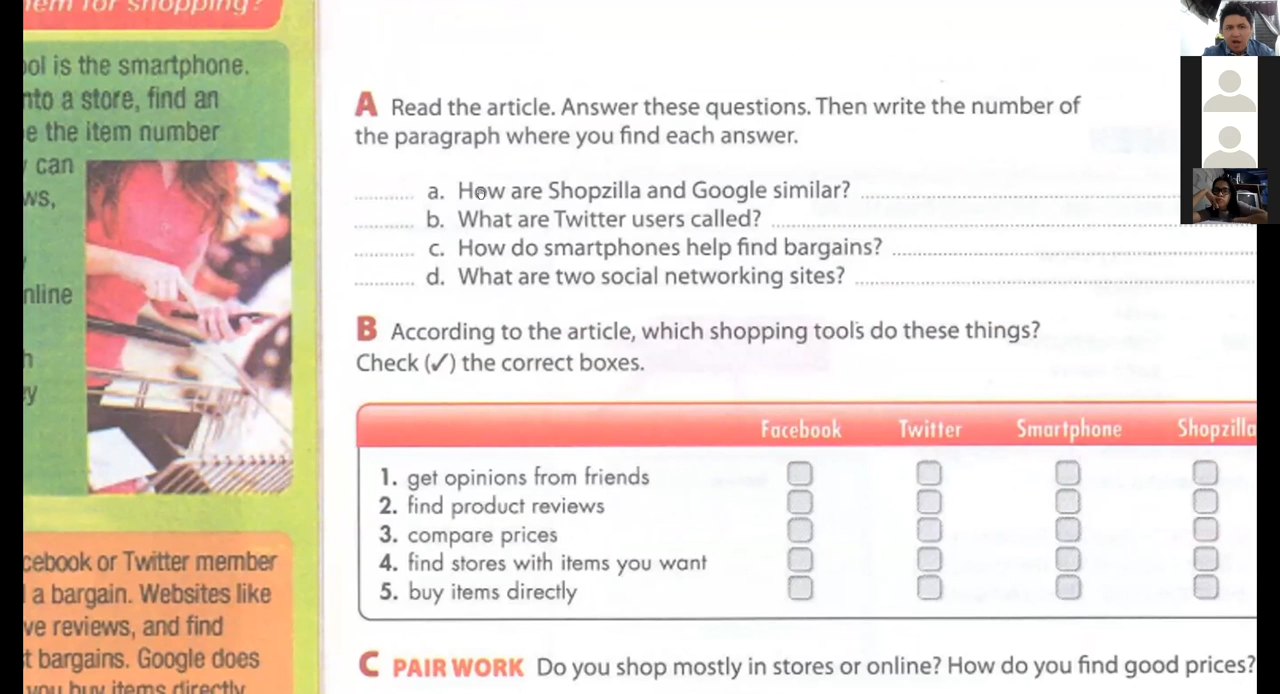 em for shopping?
ool is the smartphone.
nto a store, find an
e the item number
can
ws,
nline
h
ey
cebook or Twitter member
a bargain. Websites like
ve reviews, and find
t bargains. Google does
you buy items directly
A Read the article. Answer these questions. Then write the number of
the paragraph where you find each answer.
a. How are Shopzilla and Google similar?
b. What are Twitter users called?
c. How do smartphones help find bargains?
d. What are two social networking sites?
B According to the article, which shopping tools do these things?
Check (✓) the correct boxes.
Facebook Twitter Smartphone Shopzilla
1. get opinions from friends
2. find product reviews
3. compare prices
4. find stores with items you want
5. buy items directly
C PAIR WORK Do you shop mostly in stores or online? How do you find good prices?